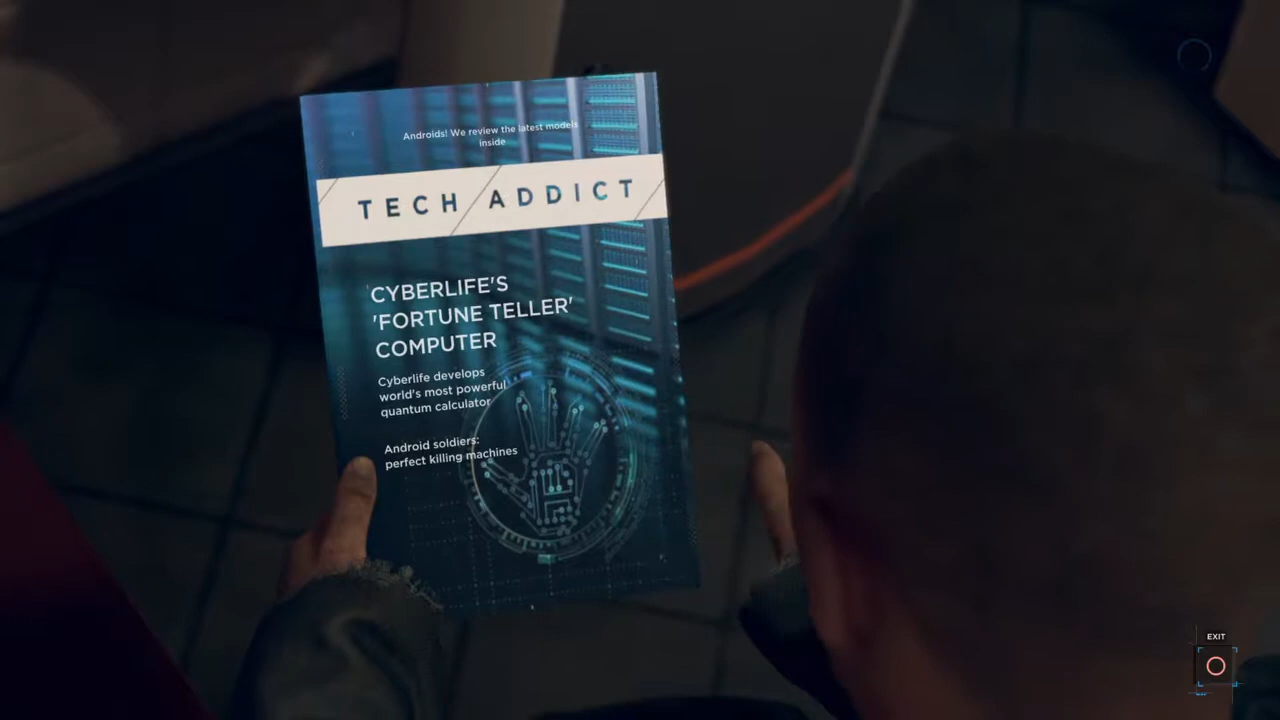 Androids! We review the latest models
inside
TECH ADDICT
CYBERLIFE'S
'FORTUNE TELLER'
COMPUTER
Cyberlife develops
world's most powerful
quantum calculator
Android soldiers:
perfect killing machines
EXIT